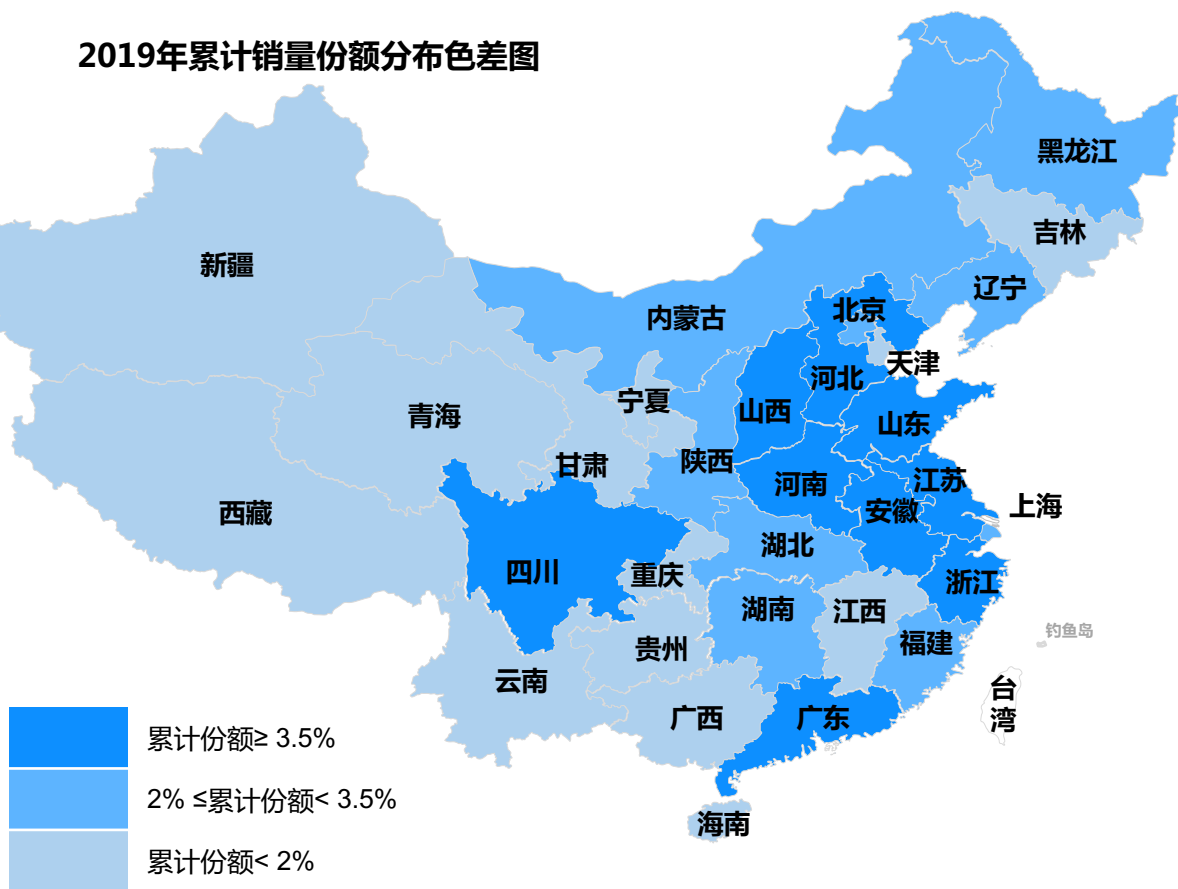 2019年累计销量份额分布色差图
黑龙江
吉林
新疆
辽宁
北京
内蒙古
天津
河北
宁夏
山西
青海
山东
陕西
甘肃
江苏
河南
上海
西藏
安徽
湖北
四川
重庆
浙江
湖南
江西
钓鱼岛
福建
贵州
云南
台
湾
广西
广东
海南
累计份额≥ 3.5%
2% ≤累计份额< 3.5%
累计份额< 2%